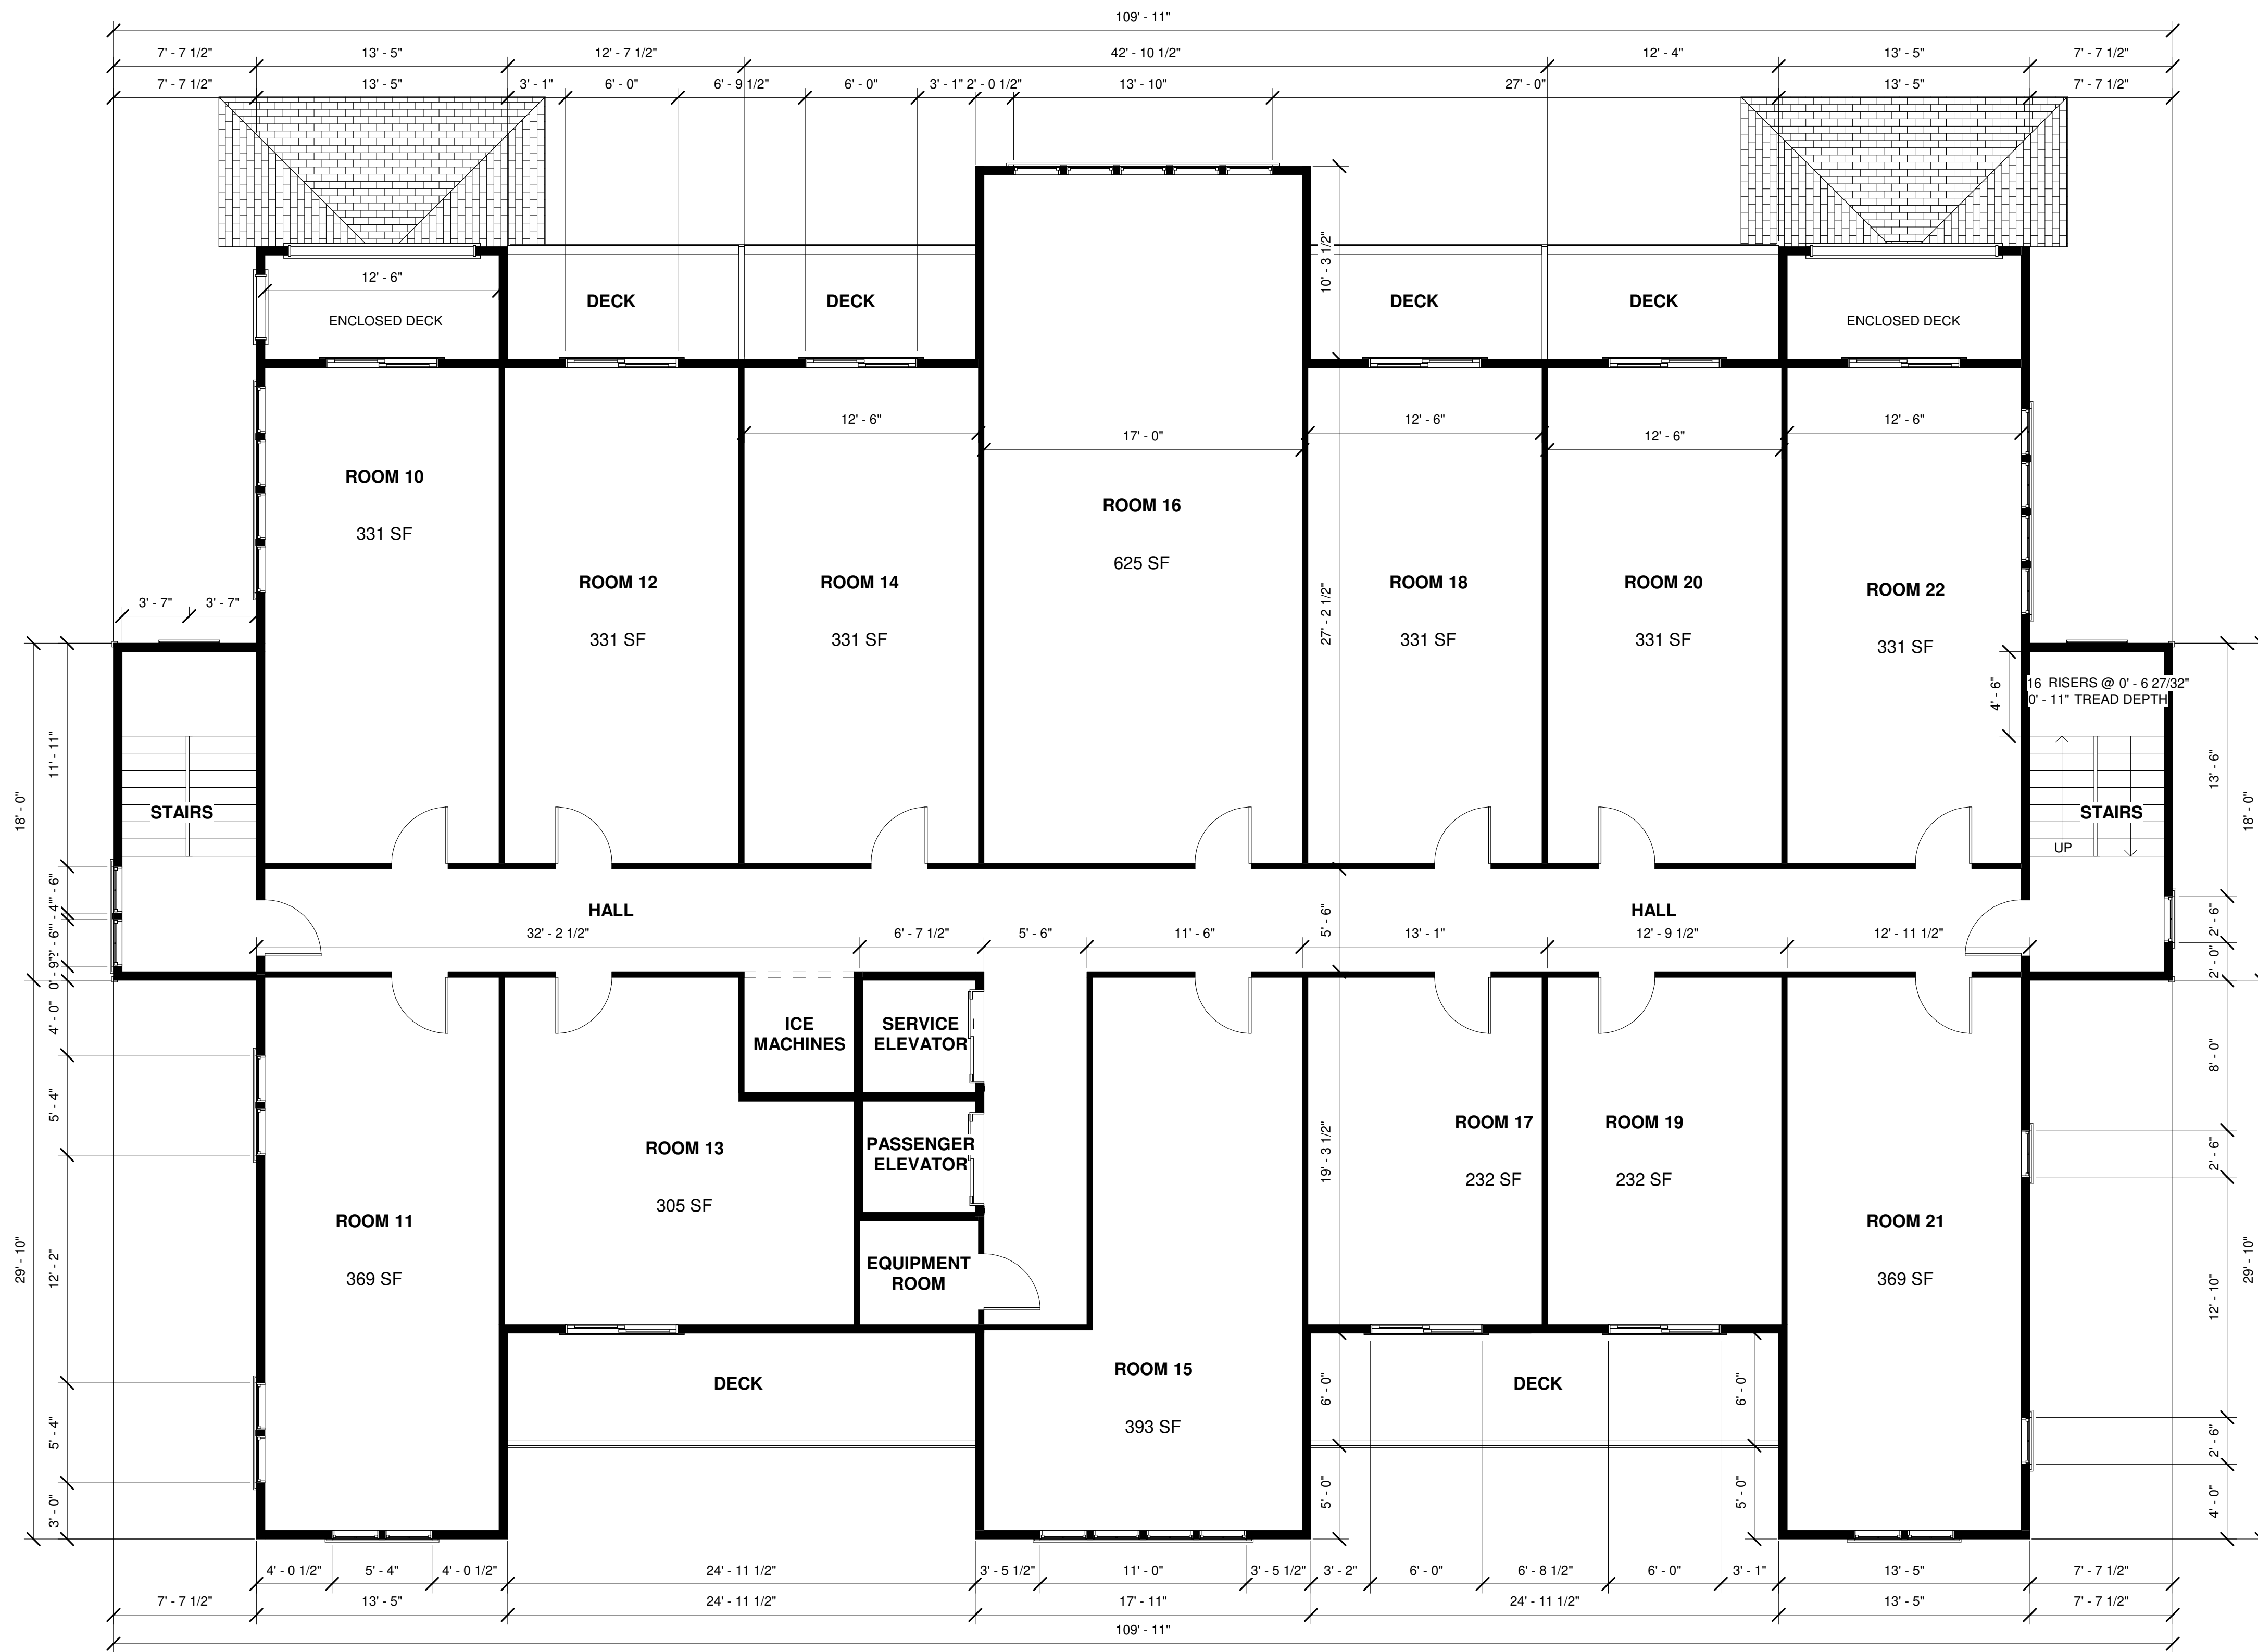 109' - 11"
7' - 7 1/2" 13' - 5" 12' - 7 1/2" 42' - 10 1/2" 12' - 4" 13' - 5" 7' - 7 1/2"
7' - 7 1/2" 13' - 5" 3' - 1" 6' - 0" 6' - 9 1/2" 6' - 0" 3' - 1" 2' - 0 1/2" 13' - 10" 27' - 0" 13' - 5" 7' - 7 1/2"
10' - 3 1/2"
12' - 6"
DECK DECK DECK DECK
ENCLOSED DECK ENCLOSED DECK
12' - 6" 12' - 6" 12' - 6"
17' - 0" 12' - 6"
ROOM 10
331 SF
ROOM 16
625 SF
ROOM 12 ROOM 14 ROOM 18 ROOM 20
331 SF 331 SF 331 SF 331 SF
ROOM 22
331 SF
27' - 2 1/2"
3' - 7" 3' - 7"
16 RISERS @ 0' - 6 27/32"
0' - 11" TREAD DEPTH
4' - 6"
11' - 11"
13' - 6"
18' - 0"
18' - 0"
STAIRS STAIRS
UP
HALL HALL
32' - 2 1/2" 6' - 7 1/2" 5' - 6" 11' - 6" 13' - 1" 12' - 9 1/2" 12' - 11 1/2"
5' - 6"
2' - 6"
0' - 9"
2' - 6"
2' - 0"
4' - 0"
ICE
MACHINES
SERVICE
ELEVATOR
8' - 0"
5' - 4"
PASSENGER
ELEVATOR
ROOM 13
305 SF
19' - 3 1/2"
ROOM 17 ROOM 19
232 SF 232 SF
2' - 6"
ROOM 11
369 SF
ROOM 21
369 SF
29' - 10"
12' - 2"
EQUIPMENT
ROOM
12' - 10"
29' - 10"
DECK
ROOM 15
393 SF
DECK
6' - 0"
6' - 0"
5' - 4"
2' - 6"
3' - 0"
5' - 0"
5' - 0"
4' - 0"
4' - 0 1/2" 5' - 4" 4' - 0 1/2" 24' - 11 1/2" 3' - 5 1/2" 11' - 0" 3' - 5 1/2" 3' - 2" 6' - 0" 6' - 8 1/2" 6' - 0" 3' - 1" 13' - 5" 7' - 7 1/2"
7' - 7 1/2" 13' - 5" 24' - 11 1/2" 17' - 11" 24' - 11 1/2" 13' - 5" 7' - 7 1/2"
109' - 11"